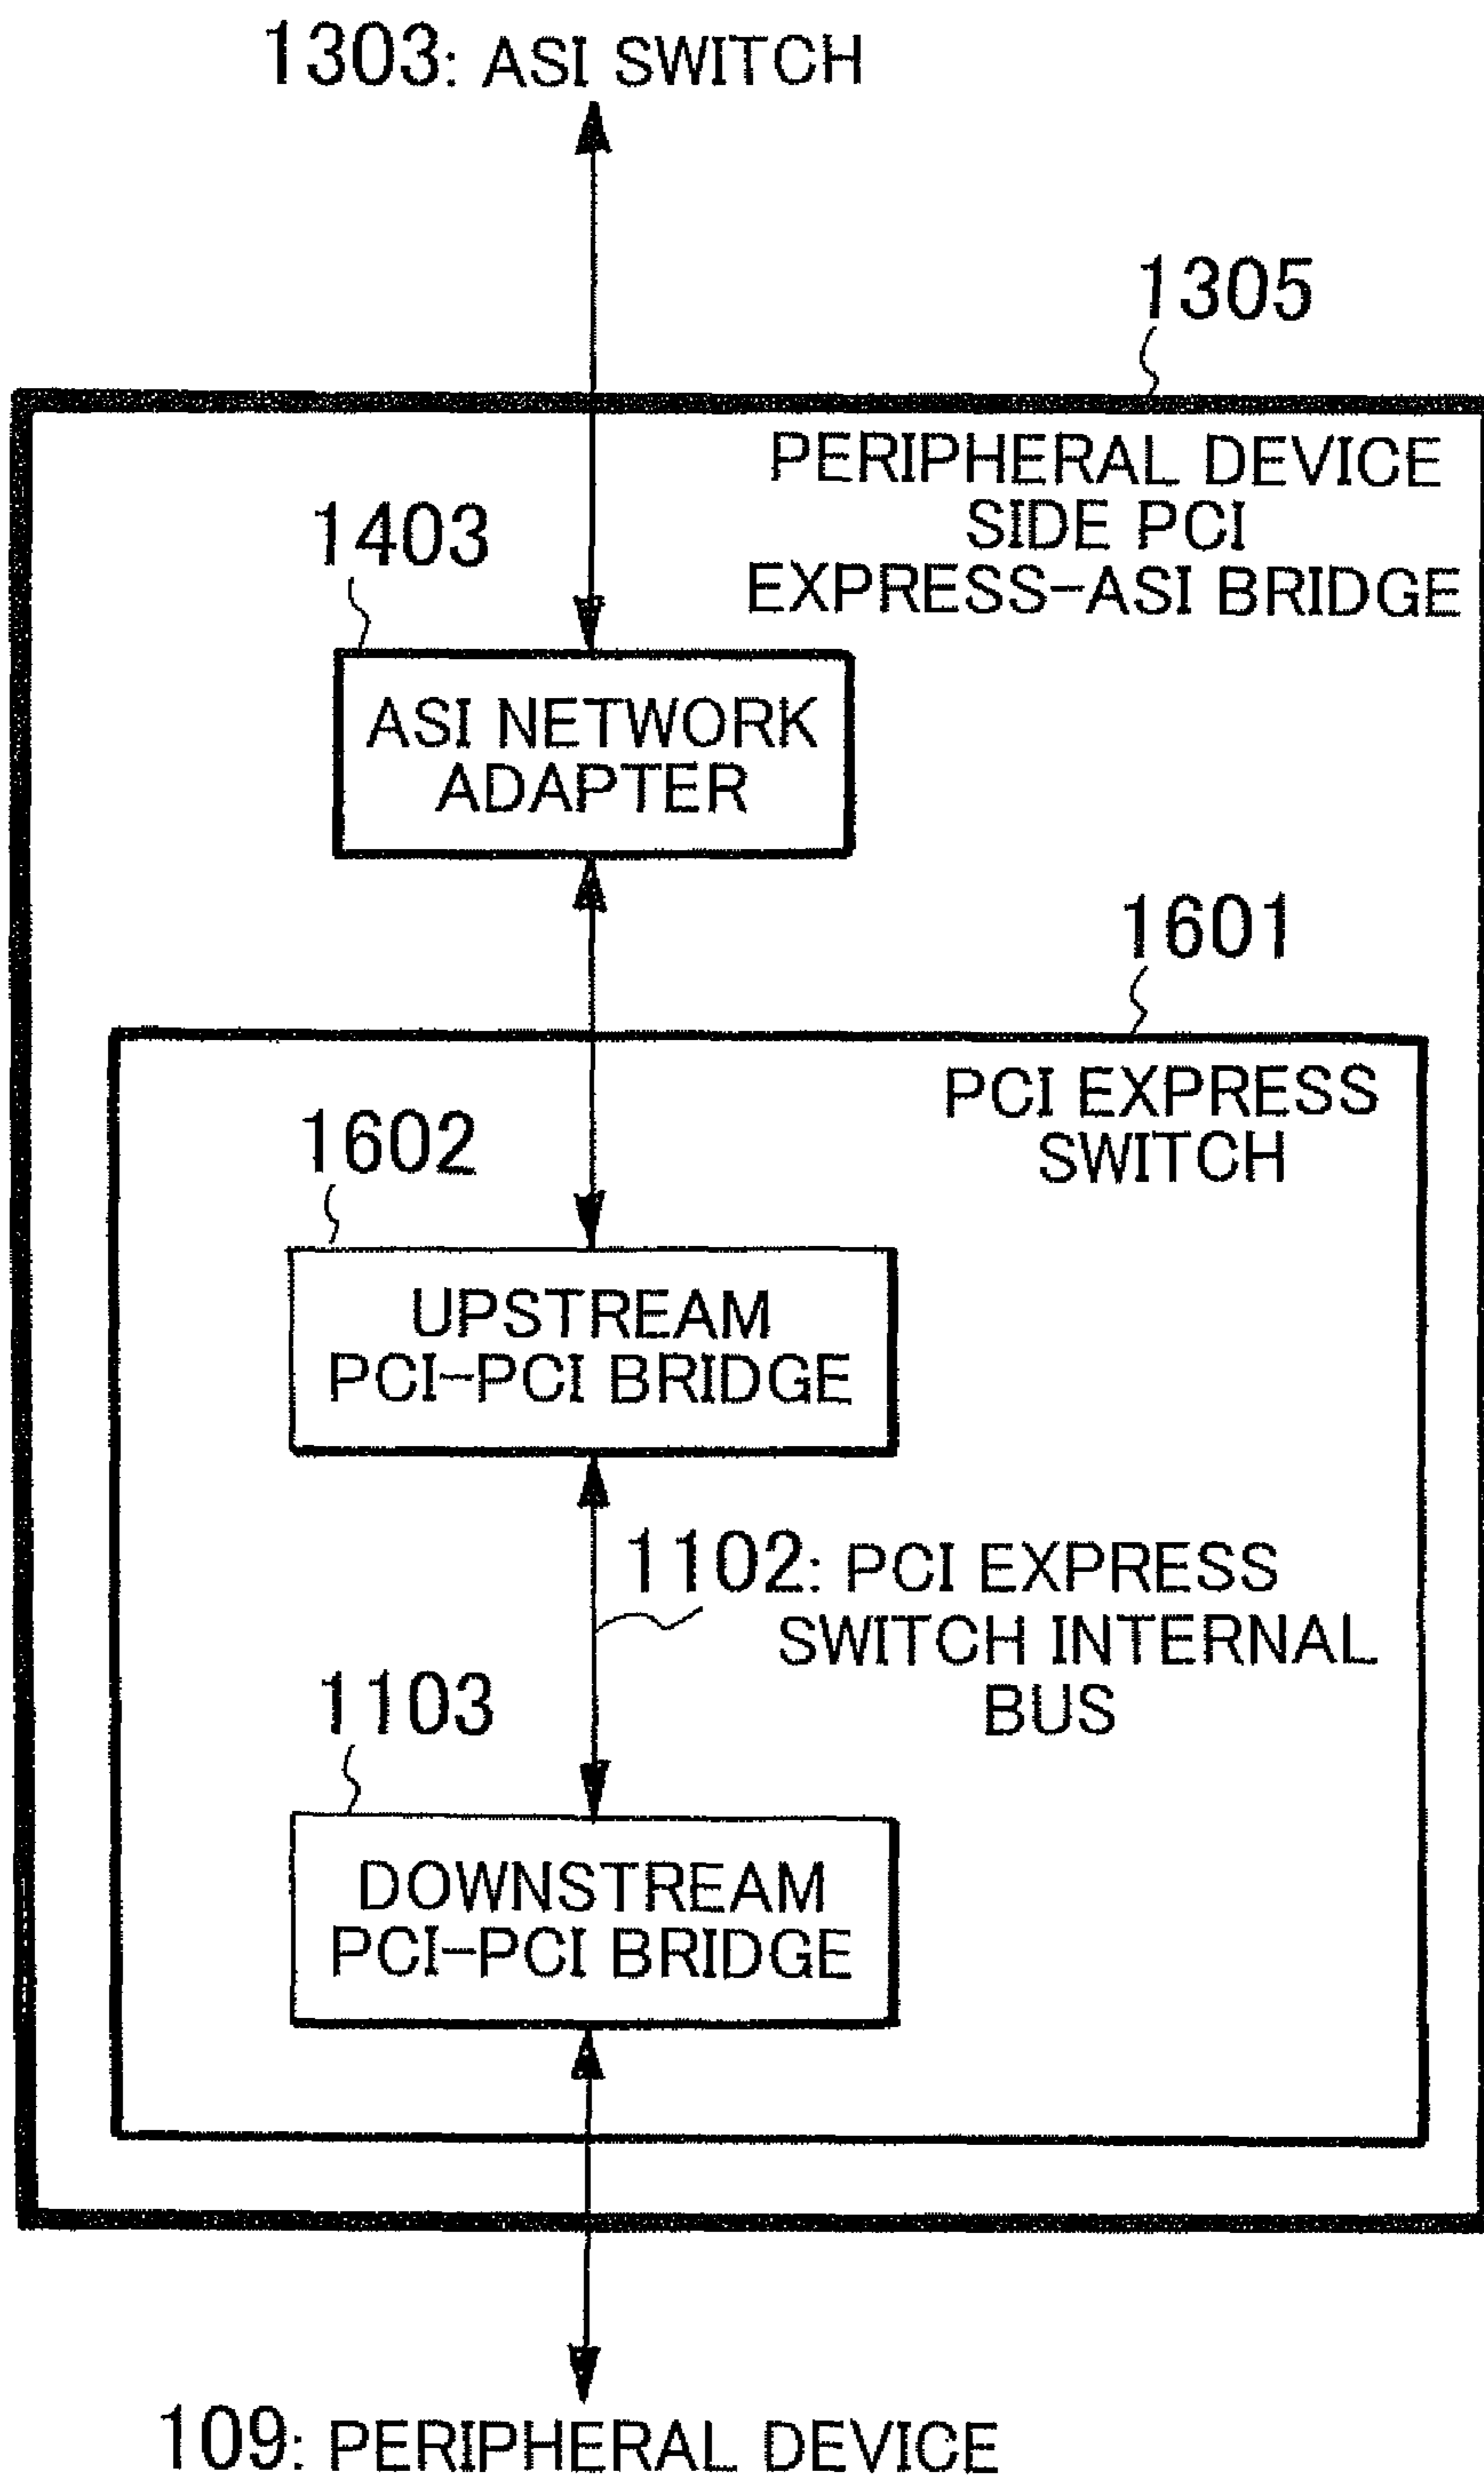 1303: ASI SWITCH
1305
PERIPHERAL DEVICE
SIDE PCI
EXPRESS-ASI BRIDGE
1403
ASI NETWORK
ADAPTER
1601
PCI EXPRESS
SWITCH
1602
UPSTREAM
PCI-PCI BRIDGE
1102: PCI EXPRESS
SWITCH INTERNAL
BUS
1103
DOWNSTREAM
PCI-PCI BRIDGE
109: PERIPHERAL DEVICE